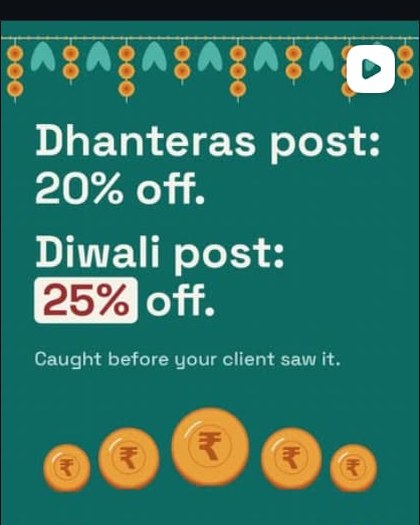 Dhanteras post:
20% off.
Diwali post:
25% off.
Caught before your client saw it.
₹ ₹ ₹ ₹ ₹